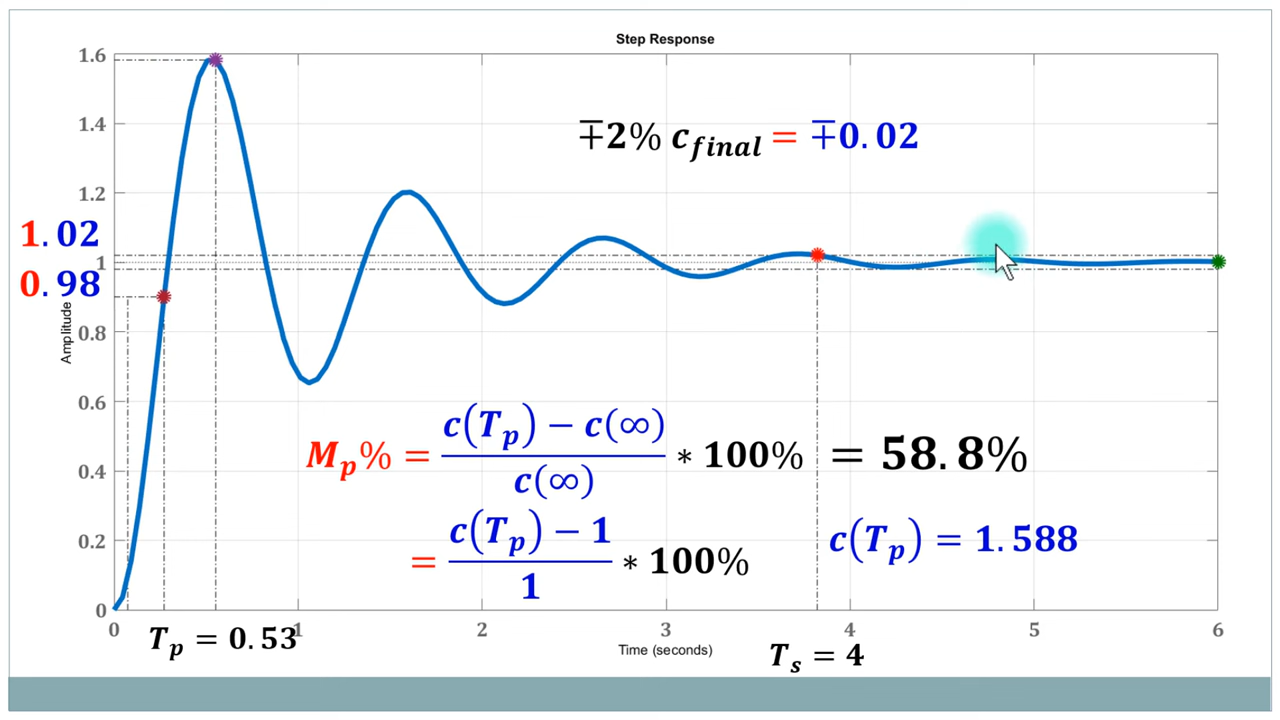 Step Response
1.6
∓2% c_final = ∓0.02
1.4
1.2
1.02
1
0.98
Amplitude
0.8
0.6
M_p% = (c(T_p) − c(∞)) / c(∞) * 100% = 58.8%
0.4
= (c(T_p) − 1) / 1 * 100%
c(T_p) = 1.588
0.2
0
0 1 2 3 4 5 6
T_p = 0.53
Time (seconds)
T_s = 4